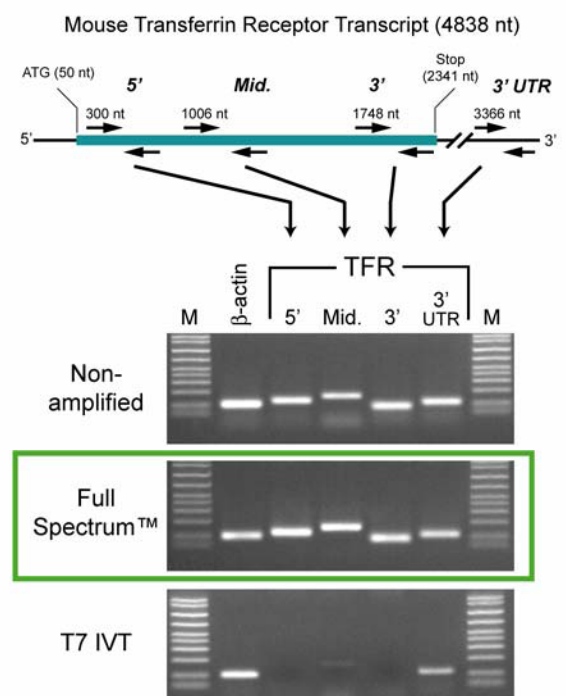 Mouse Transferrin Receptor Transcript (4838 nt)
ATG (50 nt)
5'
Mid.
3'
Stop
(2341 nt)
3' UTR
300 nt
1006 nt
1748 nt
3366 nt
5'
3'
TFR
M
β-actin
5'
Mid.
3'
3'
UTR
M
Non-
amplified
Full
Spectrum™
T7 IVT